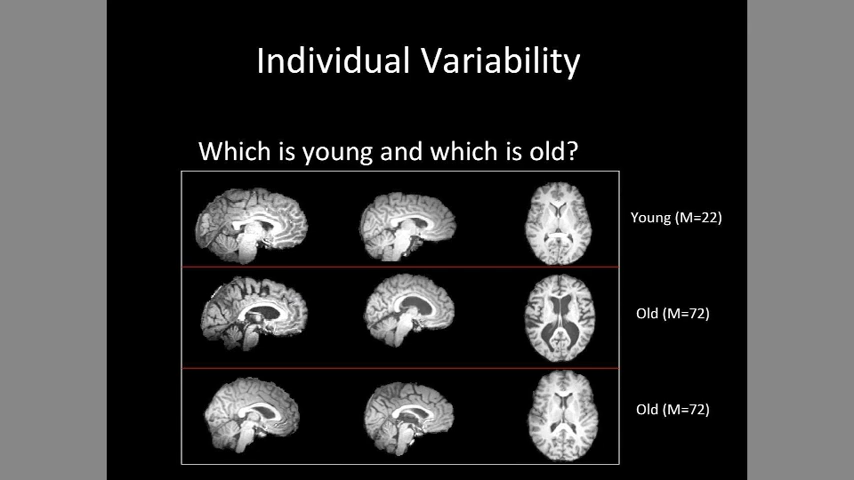 Individual Variability
Which is young and which is old?
Young (M=22)
Old (M=72)
Old (M=72)